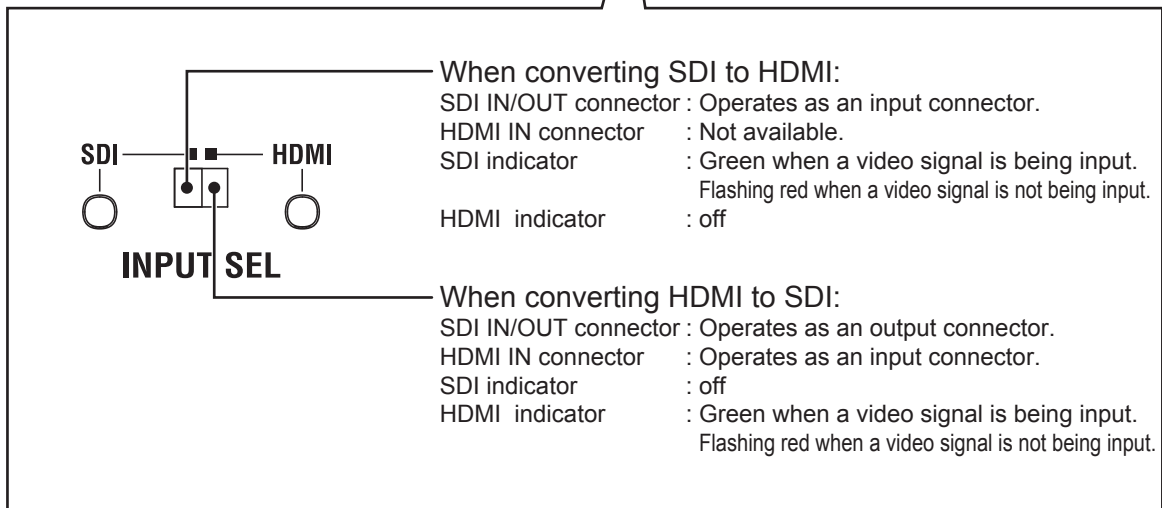 SDI HDMI
INPUT SEL
When converting SDI to HDMI:
SDI IN/OUT connector : Operates as an input connector.
HDMI IN connector : Not available.
SDI indicator : Green when a video signal is being input.
Flashing red when a video signal is not being input.
HDMI indicator : off
When converting HDMI to SDI:
SDI IN/OUT connector : Operates as an output connector.
HDMI IN connector : Operates as an input connector.
SDI indicator : off
HDMI indicator : Green when a video signal is being input.
Flashing red when a video signal is not being input.